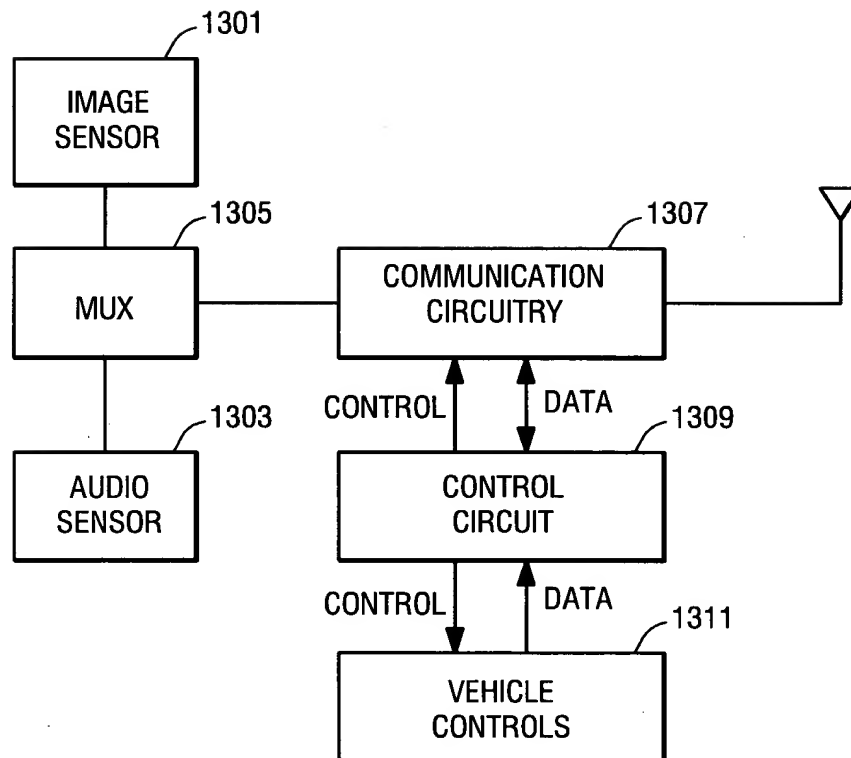 1301
IMAGE
SENSOR
1305
MUX
1307
COMMUNICATION
CIRCUITRY
1303
AUDIO
SENSOR
CONTROL
DATA
1309
CONTROL
CIRCUIT
CONTROL
DATA
1311
VEHICLE
CONTROLS